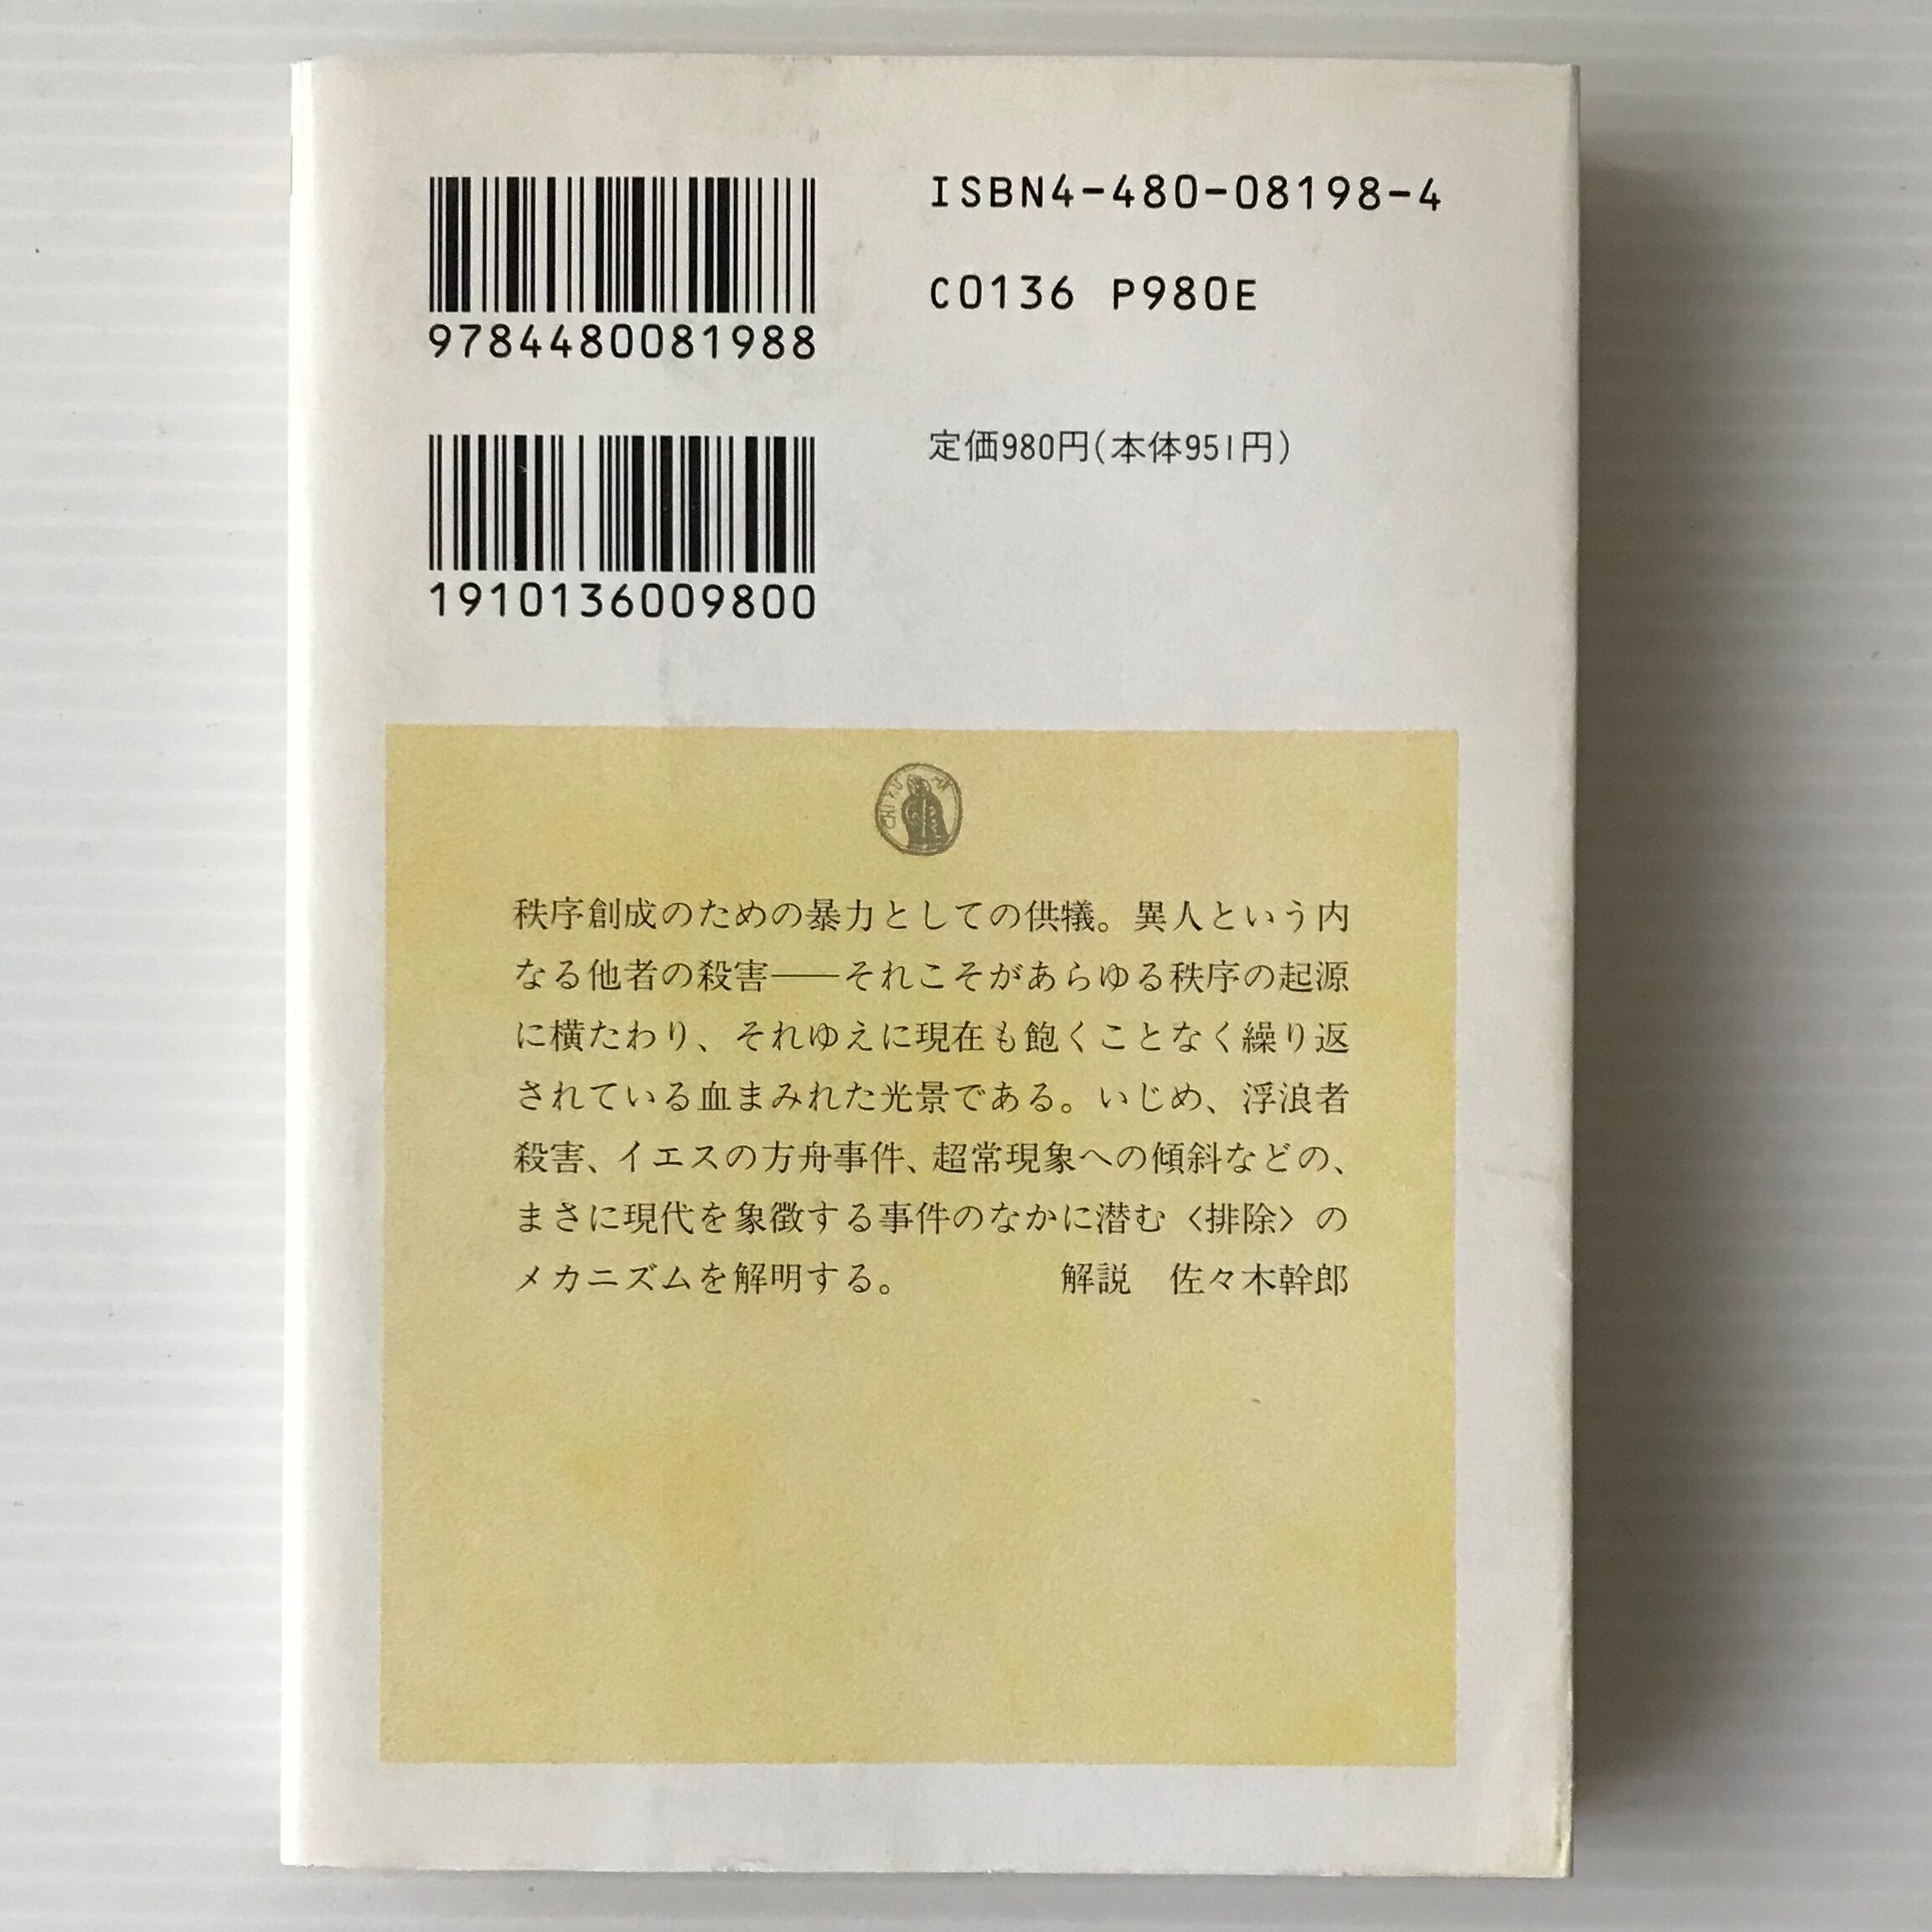 ISBN4-480-08198-4
C0136 P980E
9784480081988
定価980円(本体951円)
1910136009800
秩序創成のための暴力としての供犠。異人という内
なる他者の殺害――それこそがあらゆる秩序の起源
に横たわり、それゆえに現在も飽くことなく繰り返
されている血まみれた光景である。いじめ、浮浪者
殺害、イエスの方舟事件、超常現象への傾斜などの、
まさに現代を象徴する事件のなかに潜む〈排除〉の
メカニズムを解明する。 解説 佐々木幹郎